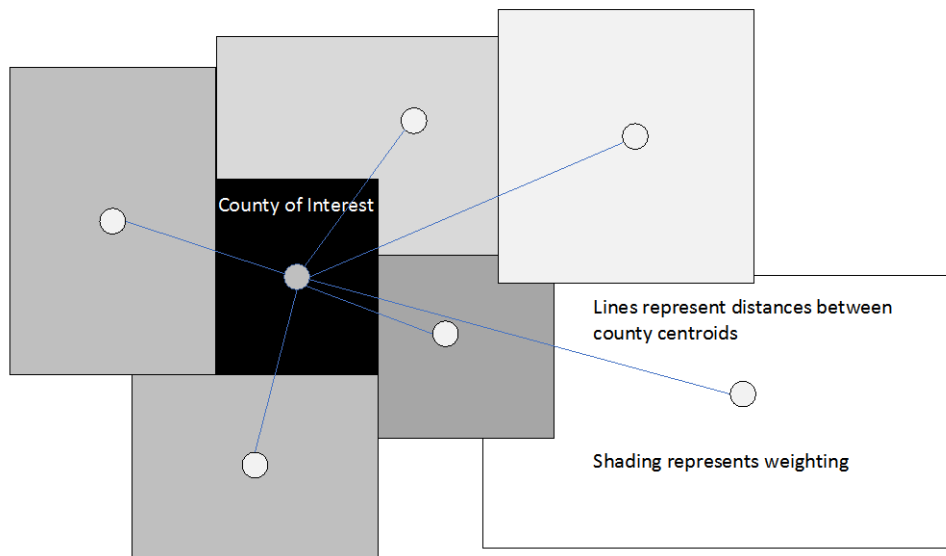 County of Interest
Lines represent distances between
county centroids
Shading represents weighting